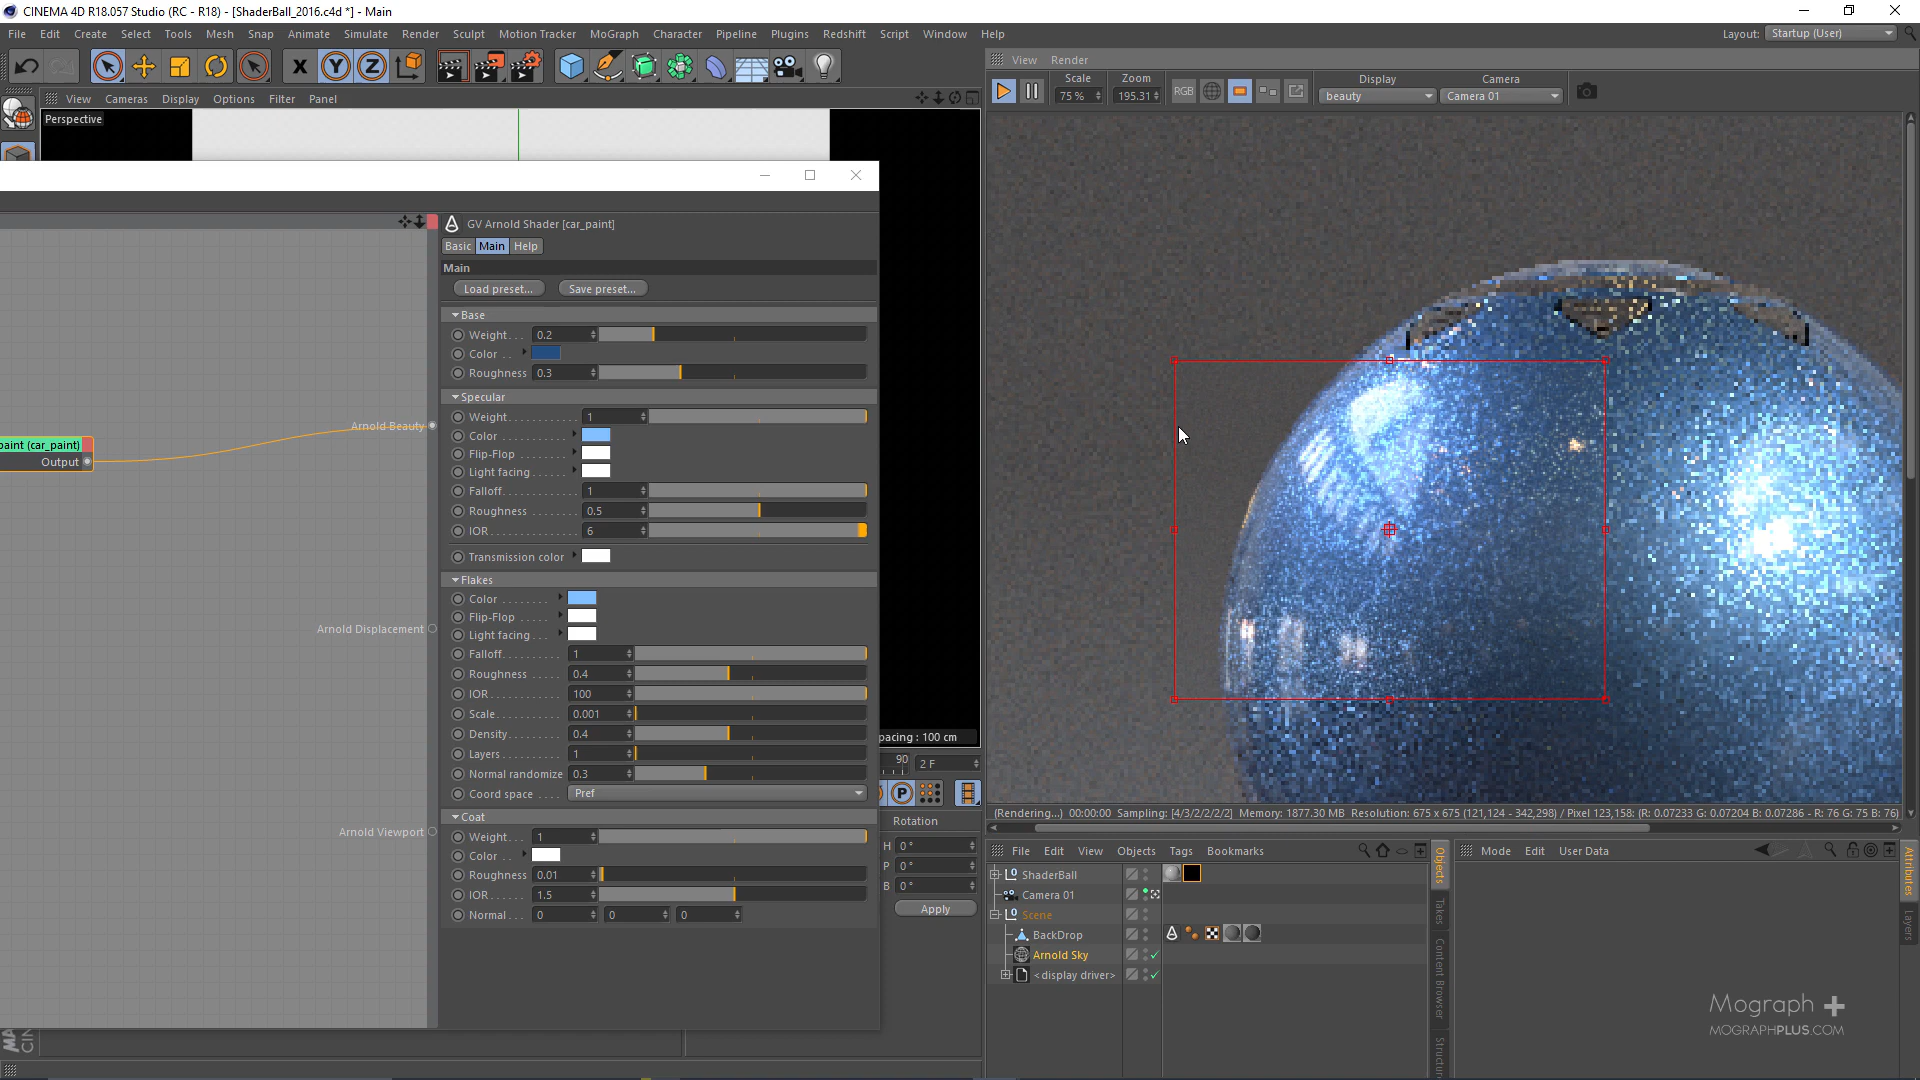 CINEMA 4D R18.057 Studio (RC - R18) - [ShaderBall_2016.c4d *] - Main
File Edit Create Select Tools Mesh Snap Animate Simulate Render Sculpt Motion Tracker MoGraph Character Pipeline Plugins Redshift Script Window Help
Layout: Startup (User)
X Y Z
View Cameras Display Options Filter Panel
Perspective
View Render
Scale Zoom Display Camera
75 % 195.31 RGB beauty Camera 01
GV Arnold Shader [car_paint]
Basic Main Help
Main
Load preset... Save preset...
Base
Weight... 0.2
Color ..
Roughness 0.3
Specular
Weight........... 1
Color ............
Flip-Flop ........
Light facing......
Falloff........... 1
Roughness ........ 0.5
IOR.............. 6
Transmission color
Flakes
Color ........
Flip-Flop .....
Light facing...
Falloff......... 1
Roughness ..... 0.4
IOR............ 100
Scale........... 0.001
Density......... 0.4
Layers.......... 1
Normal randomize 0.3
Coord space .... Pref
Coat
Weight... 1
Color ..
Roughness 0.01
IOR...... 1.5
Normal... 0 0 0
paint (car_paint)
Output
Arnold Beauty
Arnold Displacement
Arnold Viewport
pacing : 100 cm
90 2 F
P
Rotation
H 0 °
P 0 °
B 0 °
Apply
(Rendering...) 00:00:00 Sampling: [4/3/2/2/2/2] Memory: 1877.30 MB Resolution: 675 x 675 (121,124 - 342,298) / Pixel 123,158: (R: 0.07233 G: 0.07204 B: 0.07286 - R: 76 G: 75 B: 76)
File Edit View Objects Tags Bookmarks
ShaderBall
Camera 01
Scene
BackDrop
Arnold Sky
<display driver>
Objects
Takes
Content Browser
Structure
Mode Edit User Data
Attributes
Layers
Mograph +
MOGRAPHPLUS.COM